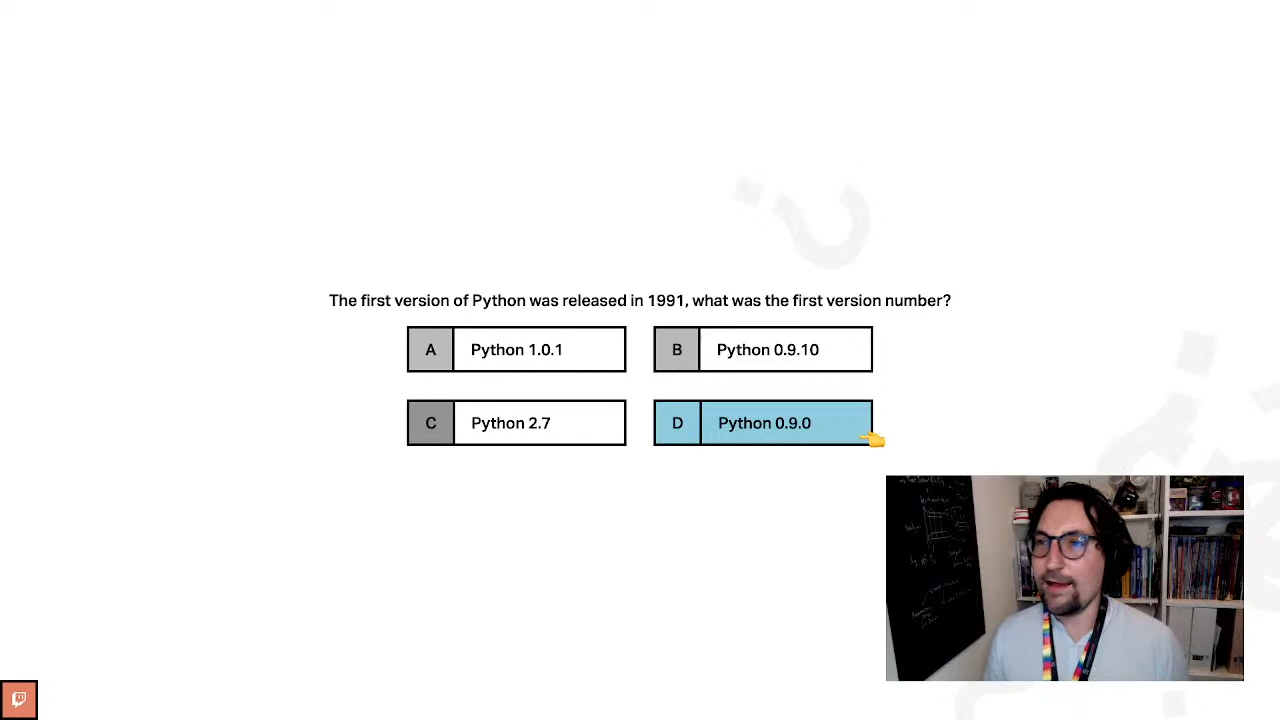 The first version of Python was released in 1991, what was the first version number?
A Python 1.0.1
B Python 0.9.10
C Python 2.7
D Python 0.9.0